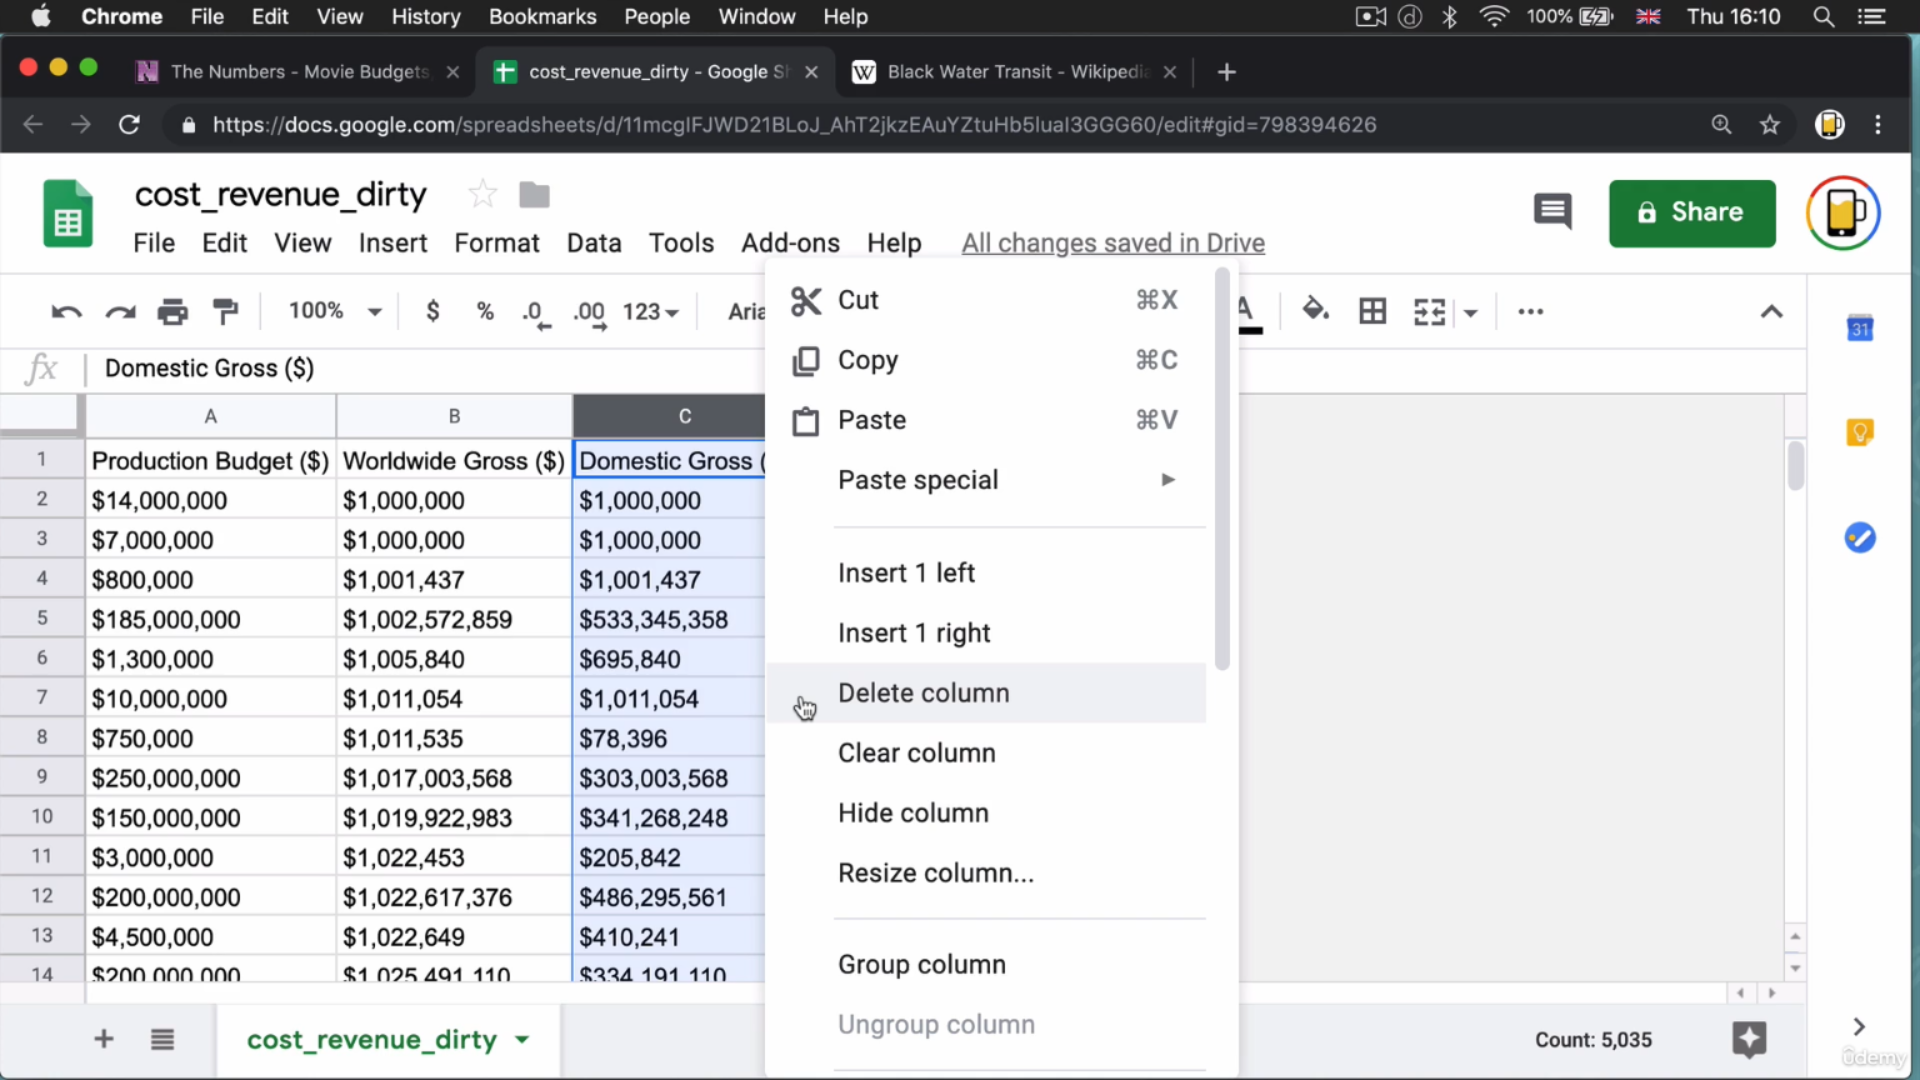 Chrome File Edit View History Bookmarks People Window Help 100% Thu 16:10
The Numbers - Movie Budgets, cost_revenue_dirty - Google Sh Black Water Transit - Wikipedia
https://docs.google.com/spreadsheets/d/11mcgIFJWD21BLoJ_AhT2jkzEAuYZtuHb5luaI3GGG60/edit#gid=798394626
cost_revenue_dirty
Share
File Edit View Insert Format Data Tools Add-ons Help All changes saved in Drive
100% $ % .0 .00 123 Aria A
31
fx Domestic Gross ($)
A B C
1 Production Budget ($) Worldwide Gross ($) Domestic Gross (
2 $14,000,000 $1,000,000 $1,000,000
3 $7,000,000 $1,000,000 $1,000,000
4 $800,000 $1,001,437 $1,001,437
5 $185,000,000 $1,002,572,859 $533,345,358
6 $1,300,000 $1,005,840 $695,840
7 $10,000,000 $1,011,054 $1,011,054
8 $750,000 $1,011,535 $78,396
9 $250,000,000 $1,017,003,568 $303,003,568
10 $150,000,000 $1,019,922,983 $341,268,248
11 $3,000,000 $1,022,453 $205,842
12 $200,000,000 $1,022,617,376 $486,295,561
13 $4,500,000 $1,022,649 $410,241
14 $200,000,000 $1,025,491,110 $334,191,110
Cut ⌘X
Copy ⌘C
Paste ⌘V
Paste special
Insert 1 left
Insert 1 right
Delete column
Clear column
Hide column
Resize column...
Group column
Ungroup column
cost_revenue_dirty
Count: 5,035
ûdemy